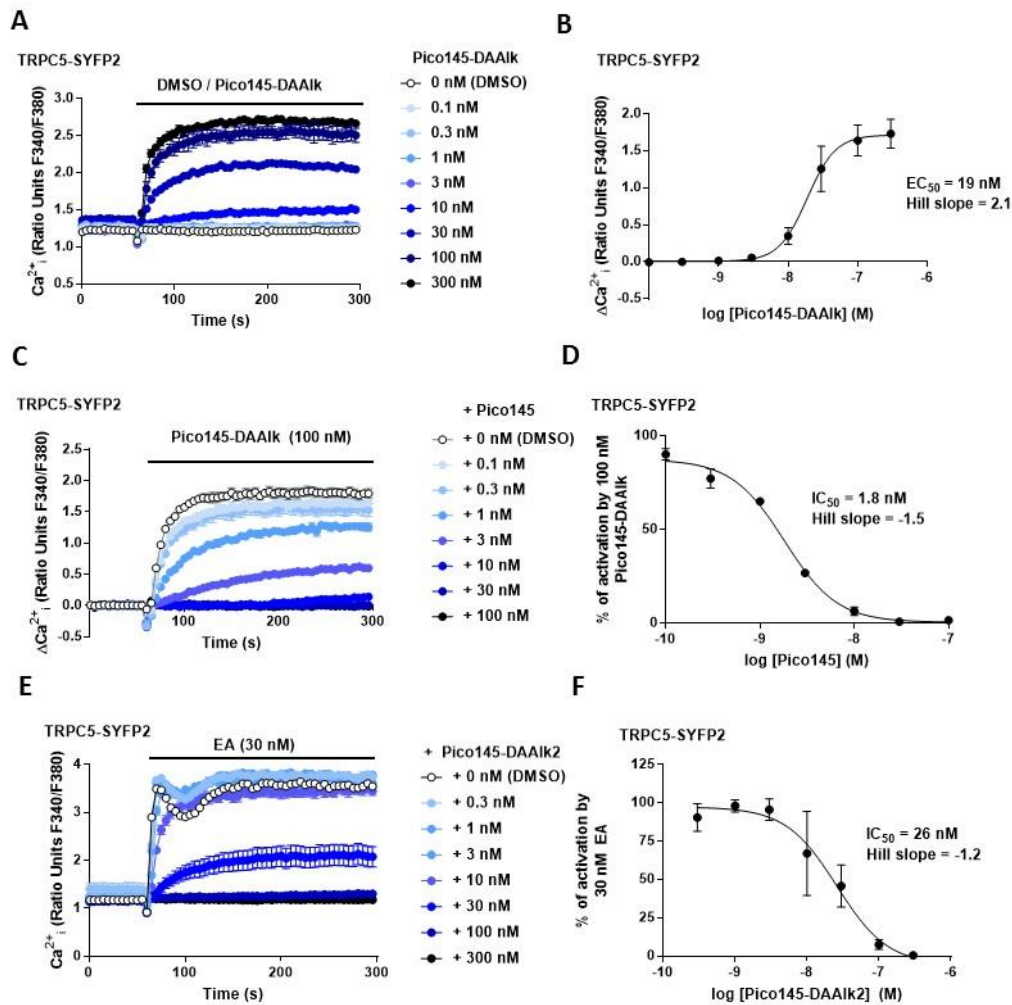 A
TRPC5-SYFP2
DMSO / Pico145-DAAlk
Ca²⁺ᵢ (Ratio Units F340/F380)
3.0
2.5
2.0
1.5
1.0
0.5
0
100
200
300
Time (s)
Pico145-DAAlk
0 nM (DMSO)
0.1 nM
0.3 nM
1 nM
3 nM
10 nM
30 nM
100 nM
300 nM
B
TRPC5-SYFP2
ΔCa²⁺ᵢ (Ratio Units F340/F380)
2.0
1.5
1.0
0.5
0.0
-0.5
-9
-8
-7
-6
log [Pico145-DAAlk] (M)
EC₅₀ = 19 nM
Hill slope = 2.1
C
TRPC5-SYFP2
Pico145-DAAlk (100 nM)
ΔCa²⁺ᵢ (Ratio Units F340/F380)
2.5
2.0
1.5
1.0
0.5
0.0
-0.5
100
200
300
Time (s)
+ Pico145
+ 0 nM (DMSO)
+ 0.1 nM
+ 0.3 nM
+ 1 nM
+ 3 nM
+ 10 nM
+ 30 nM
+ 100 nM
D
TRPC5-SYFP2
% of activation by 100 nM
Pico145-DAAlk
100
50
0
-10
-9
-8
-7
log [Pico145] (M)
IC₅₀ = 1.8 nM
Hill slope = -1.5
E
TRPC5-SYFP2
EA (30 nM)
Ca²⁺ᵢ (Ratio Units F340/F380)
4
3
2
1
0
0
100
200
300
Time (s)
+ Pico145-DAAlk2
+ 0 nM (DMSO)
+ 0.3 nM
+ 1 nM
+ 3 nM
+ 10 nM
+ 30 nM
+ 100 nM
+ 300 nM
F
TRPC5-SYFP2
% of activation by
30 nM EA
125
100
75
50
25
0
-10
-9
-8
-7
-6
log [Pico145-DAAlk2] (M)
IC₅₀ = 26 nM
Hill slope = -1.2